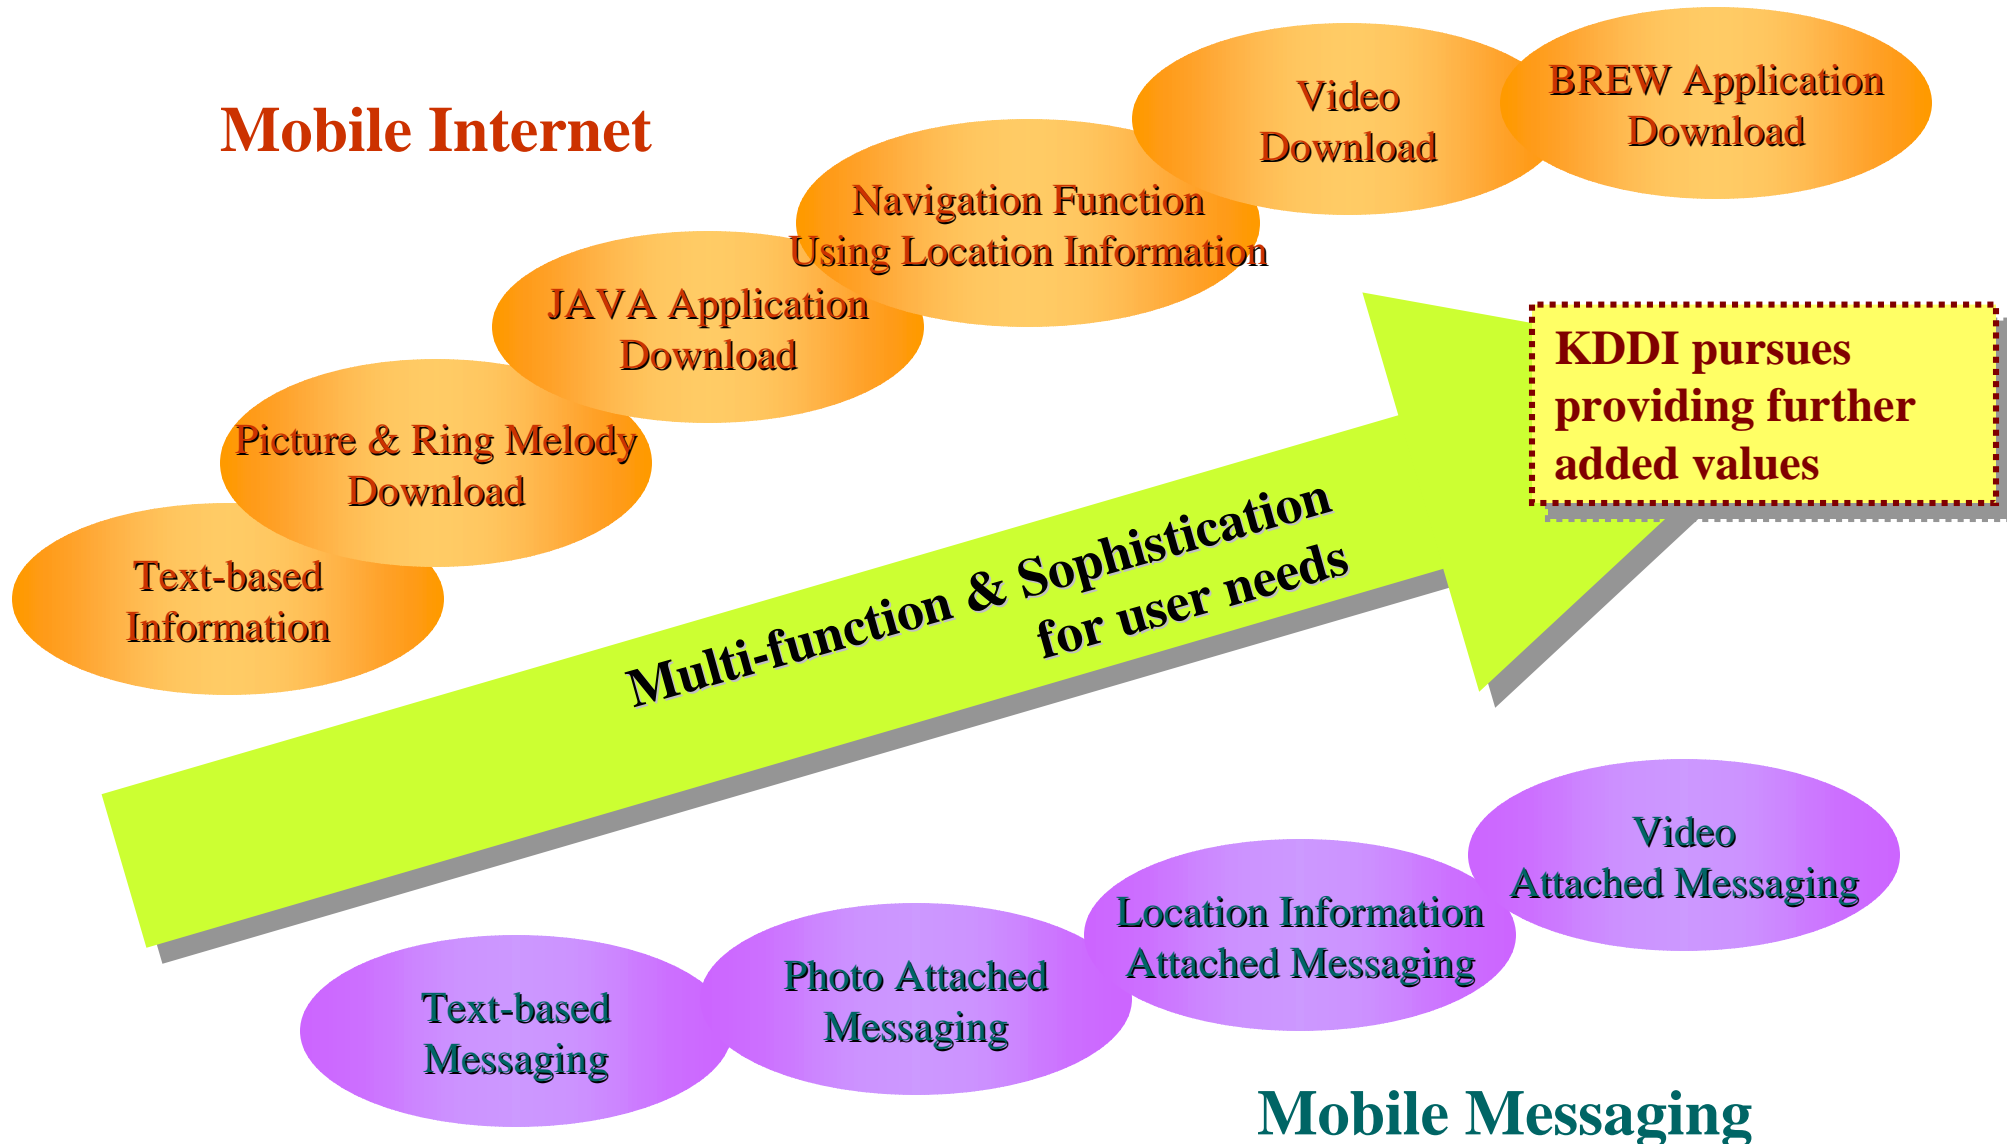 Mobile Internet
Video
Download
BREW Application
Download
Navigation Function
Using Location Information
JAVA Application
Download
Picture & Ring Melody
Download
Text-based
Information
KDDI pursues
providing further
added values
Multi-function & Sophistication
for user needs
Video
Attached Messaging
Location Information
Attached Messaging
Photo Attached
Messaging
Text-based
Messaging
Mobile Messaging